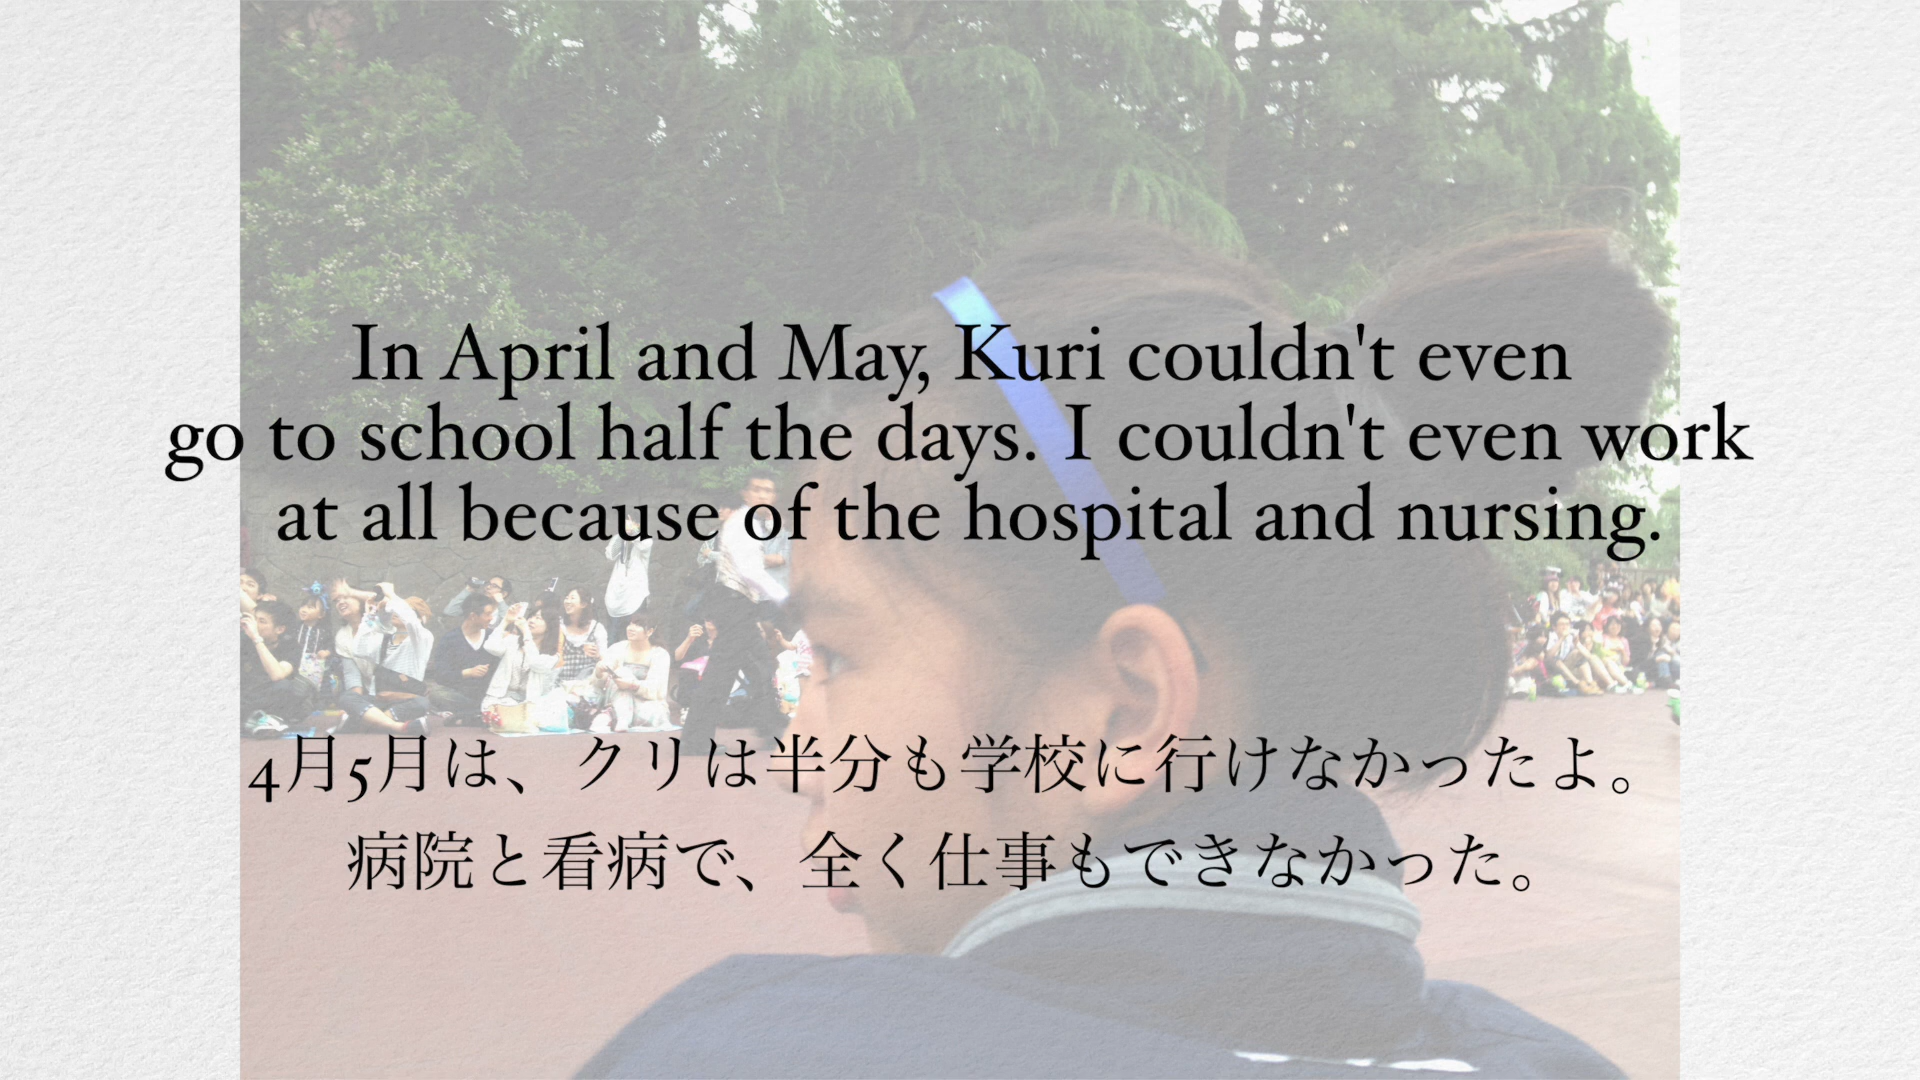 In April and May, Kuri couldn't even
go to school half the days. I couldn't even work
at all because of the hospital and nursing.
4月5月は、クリは半分も学校に行けなかったよ。
病院と看病で、全く仕事もできなかった。